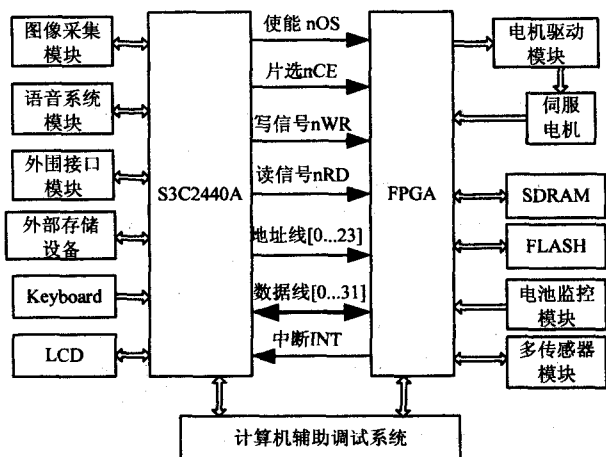 图像采集
模块
语音系统
模块
外围接口
模块
外部存储
设备
Keyboard
LCD
S3C2440A
使能 nOS
片选nCE
写信号nWR
读信号nRD
地址线[0...23]
数据线[0...31]
中断INT
FPGA
电机驱动
模块
伺服
电机
SDRAM
FLASH
电池监控
模块
多传感器
模块
计算机辅助调试系统